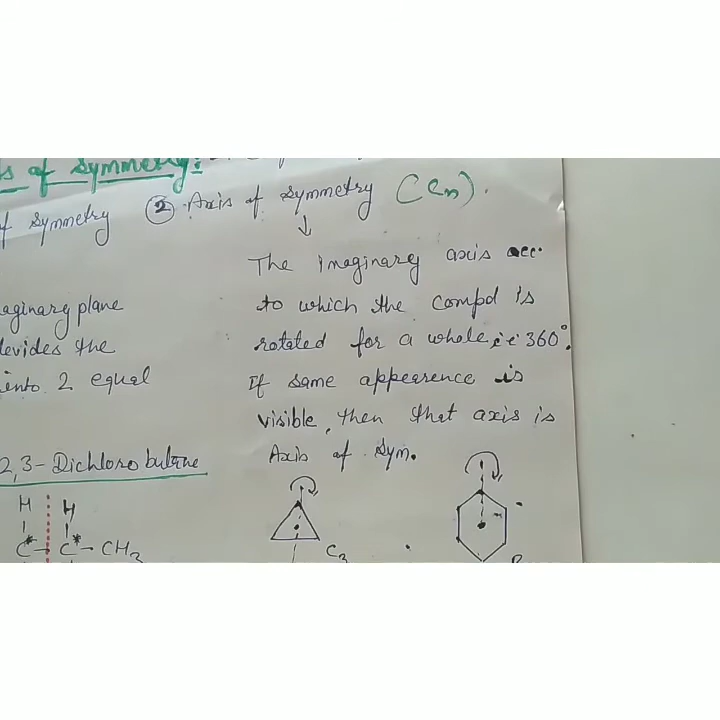 s of Symmetry:
of Symmetry
aginary plane
devides the
into 2 equal
2,3-Dichloro butane
H H
C* - C* - CH3
② Axis of Symmetry (Cn).
↓
The imaginary axis acc.
to which the compd is
rotated for a whole i.e 360°.
If same appearence is
visible, then that axis is
Axis of Sym.
C3